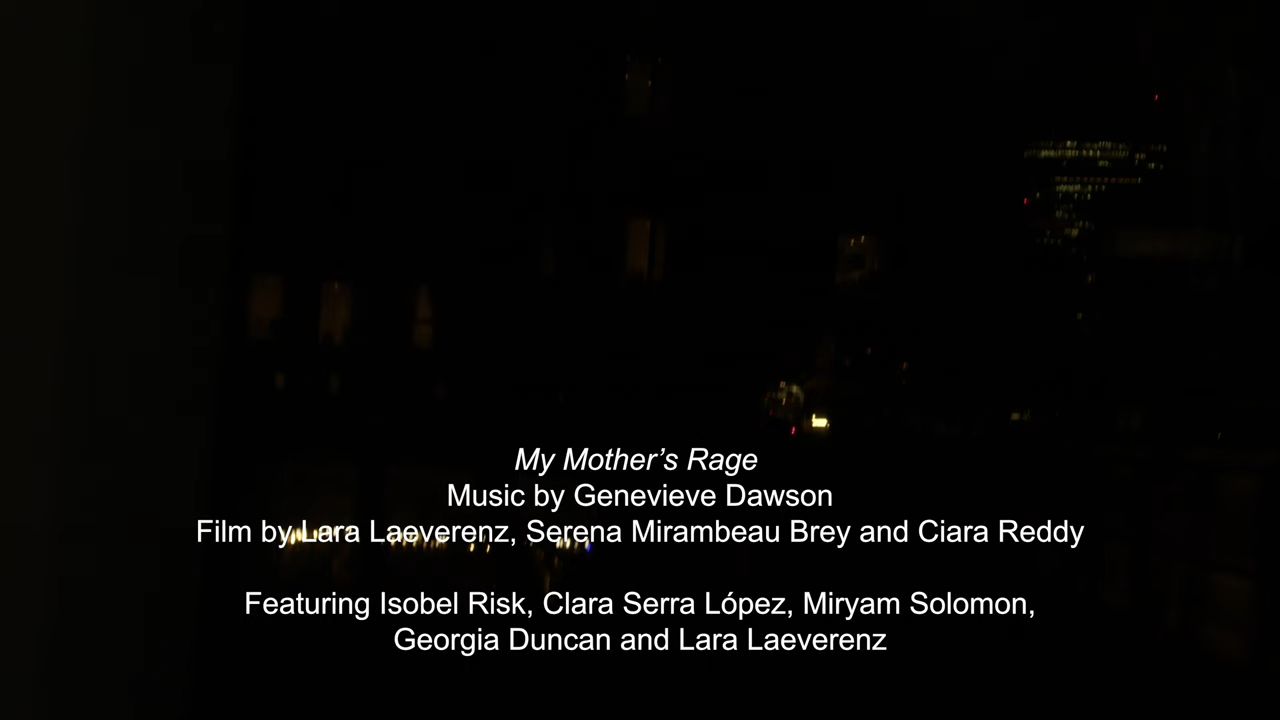 My Mother’s Rage
Music by Genevieve Dawson
Film by Lara Laeverenz, Serena Mirambeau Brey and Ciara Reddy
Featuring Isobel Risk, Clara Serra López, Miryam Solomon,
Georgia Duncan and Lara Laeverenz